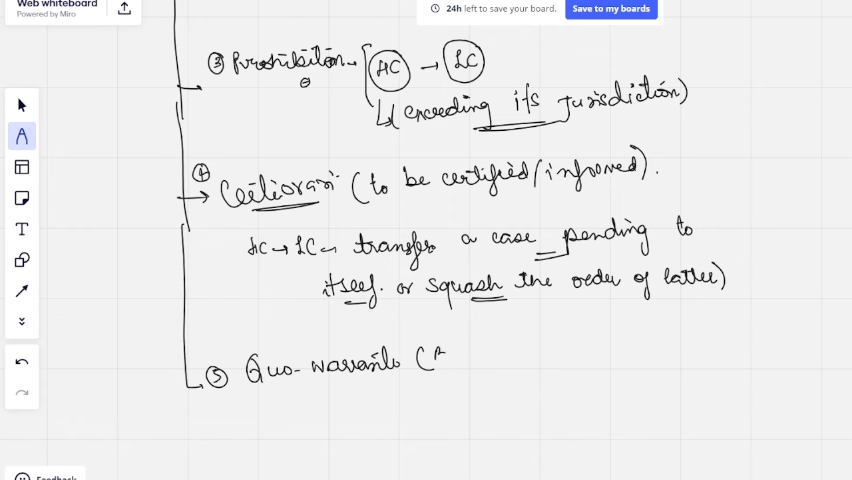 Web whiteboard
Powered by Miro
24h left to save your board.
Save to my boards
③ Prohibition → HC → LC
(exceeding its Jurisdiction)
④ Certiorari (to be certified/informed).
HC → LC → transfer a case pending to
itself. or squash the order of latter)
⑤ Quo-warranto (A
Feedback